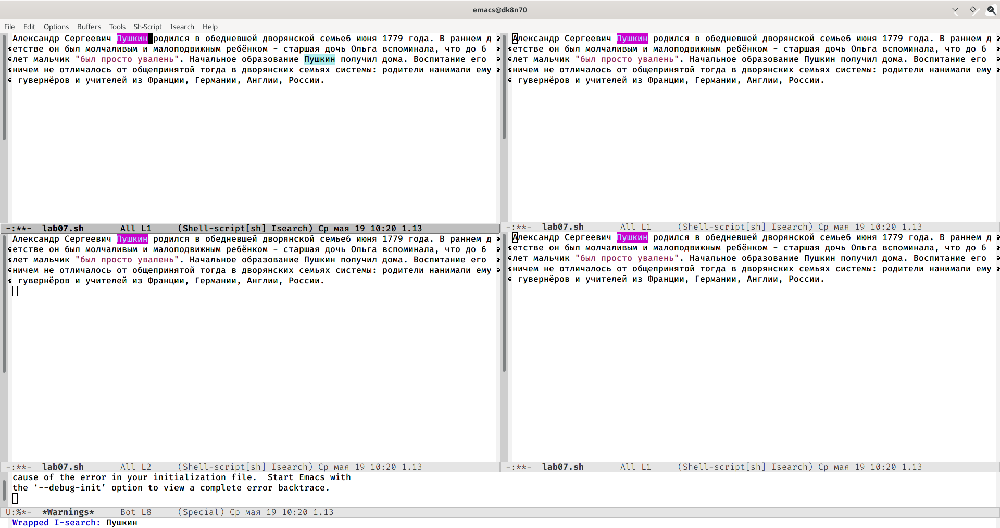 emacs@dk8n70
File Edit Options Buffers Tools Sh-Script Isearch Help
Александр Сергеевич Пушкин родился в обедневшей дворянской семье6 июня 1779 года. В раннем д
етстве он был молчаливым и малоподвижным ребёнком - старшая дочь Ольга вспоминала, что до 6
лет мальчик "был просто увалень". Начальное образование Пушкин получил дома. Воспитание его
ничем не отличалось от общепринятой тогда в дворянских семьях системы: родители нанимали ему
гувернёров и учителей из Франции, Германии, Англии, России.
-:**- lab07.sh All L1 (Shell-script[sh] Isearch) Ср мая 19 10:20 1.13
Александр Сергеевич Пушкин родился в обедневшей дворянской семье6 июня 1779 года. В раннем д
етстве он был молчаливым и малоподвижным ребёнком - старшая дочь Ольга вспоминала, что до 6
лет мальчик "был просто увалень". Начальное образование Пушкин получил дома. Воспитание его
ничем не отличалось от общепринятой тогда в дворянских семьях системы: родители нанимали ему
гувернёров и учителей из Франции, Германии, Англии, России.
-:**- lab07.sh All L1 (Shell-script[sh] Isearch) Ср мая 19 10:20 1.13
Александр Сергеевич Пушкин родился в обедневшей дворянской семье6 июня 1779 года. В раннем д
етстве он был молчаливым и малоподвижным ребёнком - старшая дочь Ольга вспоминала, что до 6
лет мальчик "был просто увалень". Начальное образование Пушкин получил дома. Воспитание его
ничем не отличалось от общепринятой тогда в дворянских семьях системы: родители нанимали ему
гувернёров и учителей из Франции, Германии, Англии, России.
-:**- lab07.sh All L2 (Shell-script[sh] Isearch) Ср мая 19 10:20 1.13
Александр Сергеевич Пушкин родился в обедневшей дворянской семье6 июня 1779 года. В раннем д
етстве он был молчаливым и малоподвижным ребёнком - старшая дочь Ольга вспоминала, что до 6
лет мальчик "был просто увалень". Начальное образование Пушкин получил дома. Воспитание его
ничем не отличалось от общепринятой тогда в дворянских семьях системы: родители нанимали ему
гувернёров и учителей из Франции, Германии, Англии, России.
-:**- lab07.sh All L1 (Shell-script[sh] Isearch) Ср мая 19 10:20 1.13
cause of the error in your initialization file.  Start Emacs with
the ‘--debug-init’ option to view a complete error backtrace.
U:%*- *Warnings* Bot L8 (Special) Ср мая 19 10:20 1.13
Wrapped I-search: Пушкин